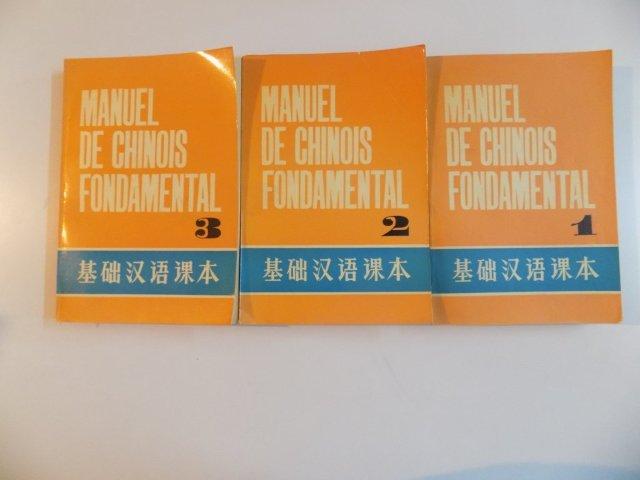 MANUEL
DE CHINOIS
FONDAMENTAL
3
基础汉语课本
MANUEL
DE CHINOIS
FONDAMENTAL
2
基础汉语课本
MANUEL
DE CHINOIS
FONDAMENTAL
1
基础汉语课本